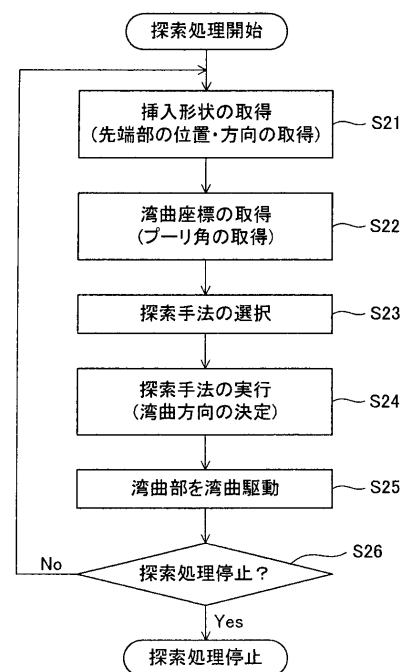 探索処理開始
挿入形状の取得
(先端部の位置・方向の取得)
S21
湾曲座標の取得
(プーリ角の取得)
S22
探索手法の選択
S23
探索手法の実行
(湾曲方向の決定)
S24
湾曲部を湾曲駆動
S25
探索処理停止?
S26
No
Yes
探索処理停止